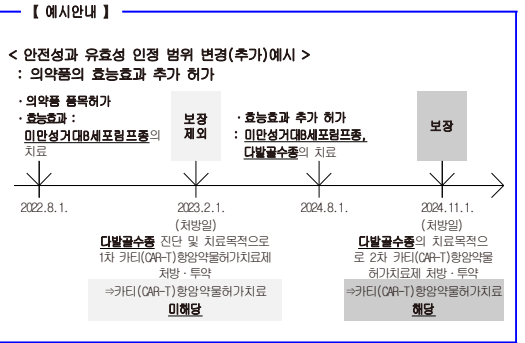 【 예시안내 】
< 안전성과 유효성 인정 범위 변경(추가)예시 >
: 의약품의 효능효과 추가 허가
· 의약품 품목허가
· 효능효과 :
미만성거대B세포림프종의
치료
보장
제외
· 효능효과 추가 허가
: 미만성거대B세포림프종,
다발골수종의 치료
보장
2022.8.1.
2023.2.1.
(처방일)
다발골수종 진단 및 치료목적으로
1차 카티(CAR-T)항암약물허가치료제
처방 · 투약
⇒카티(CAR-T)항암약물허가치료
미해당
2024.8.1.
2024.11.1.
(처방일)
다발골수종의 치료목적으
로 2차 카티(CAR-T)항암약물
허가치료제 처방 · 투약
⇒카티(CAR-T)항암약물허가치료
해당